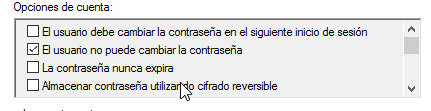 Opciones de cuenta:
El usuario debe cambiar la contraseña en el siguiente inicio de sesión
El usuario no puede cambiar la contraseña
La contraseña nunca expira
Almacenar contraseña utilizando cifrado reversible